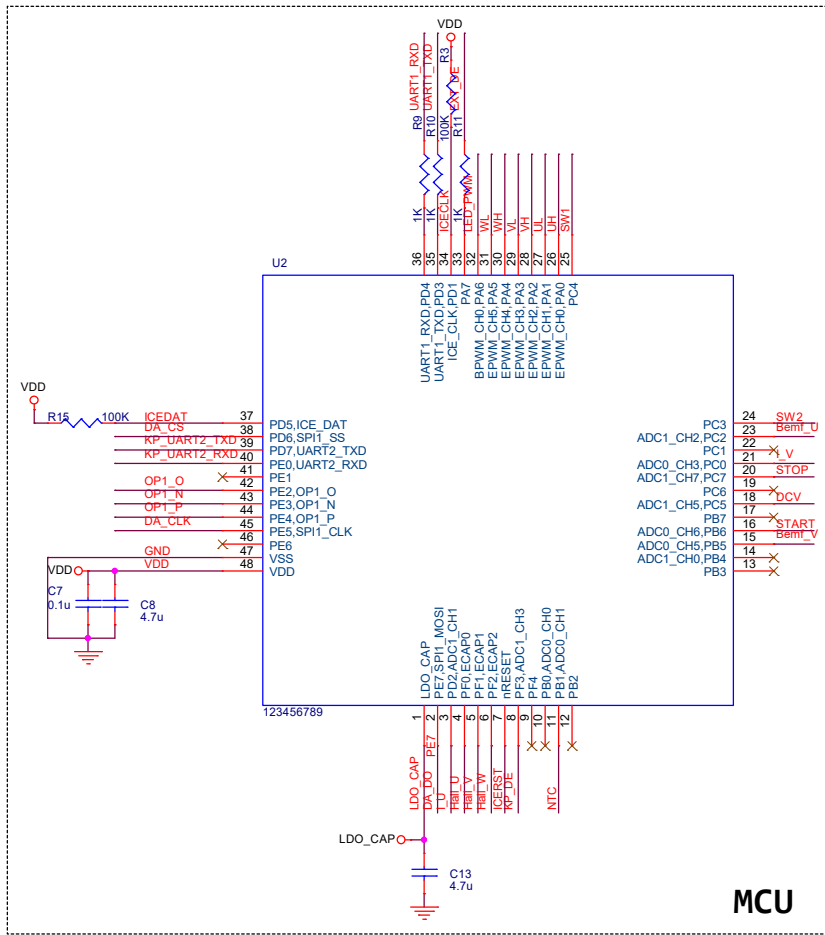 VDD
R3
UART1_RXD
UART1_TXD
EXT_DE
R9
R10
100K
R11
1K
1K
ICECLK
1K
LED_PWM
WL
WH
VL
VH
UL
UH
SW1
36
35
34
33
32
31
30
29
28
27
26
25
U2
UART1_RXD,PD4
UART1_TXD,PD3
ICE_CLK,PD1
PA7
BPWM_CH0,PA6
EPWM_CH5,PA5
EPWM_CH4,PA4
EPWM_CH3,PA3
EPWM_CH2,PA2
EPWM_CH1,PA1
EPWM_CH0,PA0
PC4
VDD
R15 100K ICEDAT 37 PD5,ICE_DAT
DA_CS 38 PD6,SPI1_SS
KP_UART2_TXD 39 PD7,UART2_TXD
KP_UART2_RXD 40 PE0,UART2_RXD
41 PE1
OP1_O 42 PE2,OP1_O
OP1_N 43 PE3,OP1_N
OP1_P 44 PE4,OP1_P
DA_CLK 45 PE5,SPI1_CLK
46 PE6
GND 47 VSS
VDD VDD 48 VDD
C7
0.1u
C8
4.7u
PC3 24 SW2
ADC1_CH2,PC2 23 Bemf_U
PC1 22
ADC0_CH3,PC0 21 I_V
ADC1_CH7,PC7 20 STOP
PC6 19
ADC1_CH5,PC5 18 DCV
PB7 17
ADC0_CH6,PB6 16 START
ADC0_CH5,PB5 15 Bemf_V
ADC1_CH0,PB4 14
PB3 13
LDO_CAP
PE7,SPI1_MOSI
PD2,ADC1_CH1
PF0,ECAP0
PF1,ECAP1
PF2,ECAP2
nRESET
PF3,ADC1_CH3
PF4
PB0,ADC0_CH0
PB1,ADC0_CH1
PB2
123456789
1
2
3
4
5
6
7
8
9
10
11
12
PE7
LDO_CAP
DA_DO
I_U
Hall_U
Hall_V
Hall_W
ICERST
KP_DE
NTC
LDO_CAP
C13
4.7u
MCU